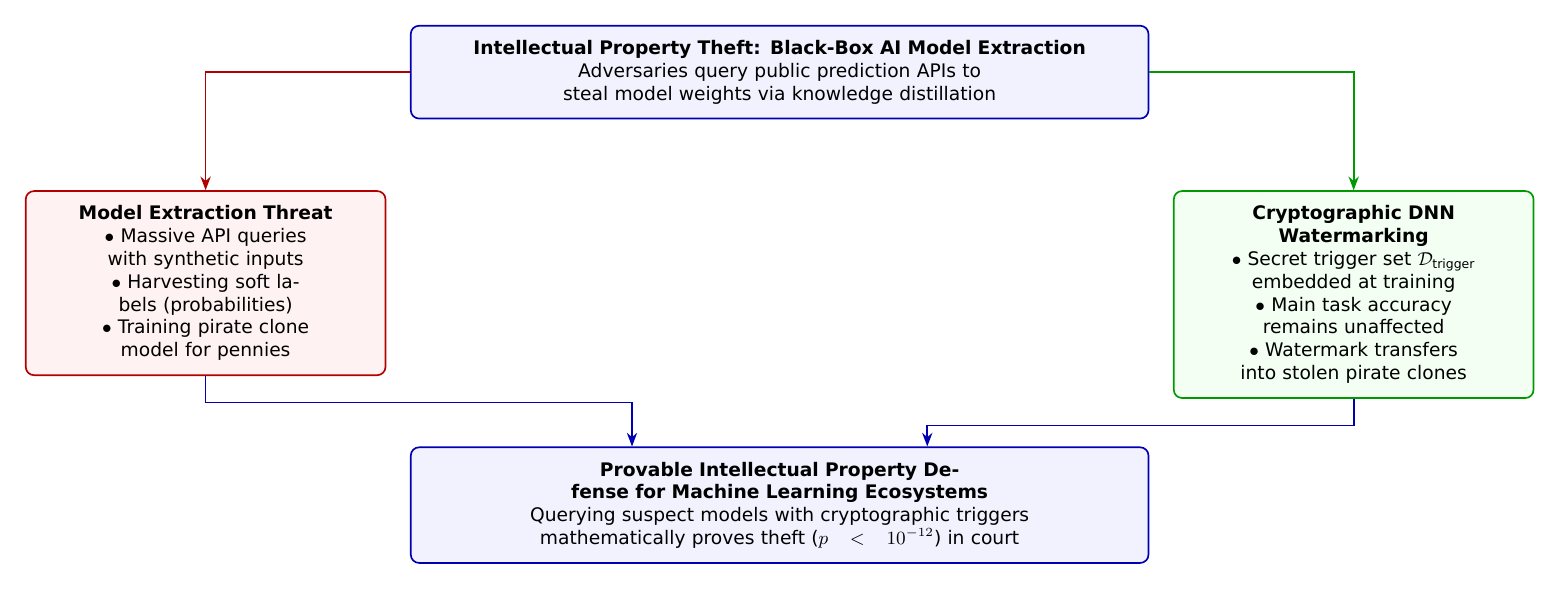 Intellectual Property Theft: Black-Box AI Model Extraction
Adversaries query public prediction APIs to
steal model weights via knowledge distillation
Model Extraction Threat
• Massive API queries
with synthetic inputs
• Harvesting soft la-
bels (probabilities)
• Training pirate clone
model for pennies
Cryptographic DNN
Watermarking
• Secret trigger set 𝒟_trigger
embedded at training
• Main task accuracy
remains unaffected
• Watermark transfers
into stolen pirate clones
Provable Intellectual Property De-
fense for Machine Learning Ecosystems
Querying suspect models with cryptographic triggers
mathematically proves theft (p < 10⁻¹²) in court